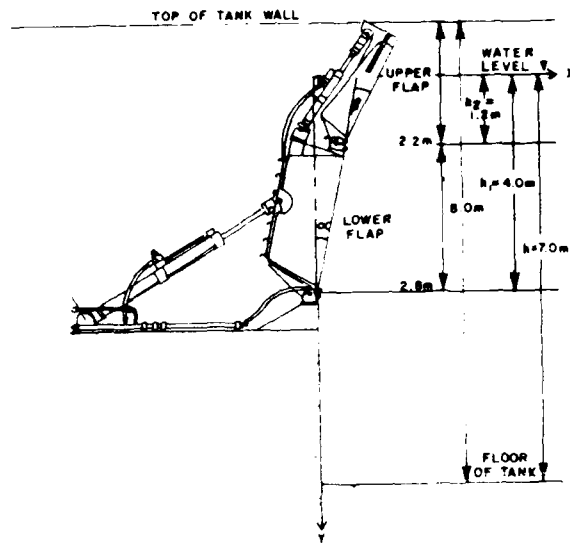 TOP OF TANK WALL
WATER
LEVEL
UPPER
FLAP
h₂=
1.2m
2.2m
h₁=4.0m
8.0m
h=7.0m
LOWER
FLAP
2.8m
FLOOR
OF TANK
Y